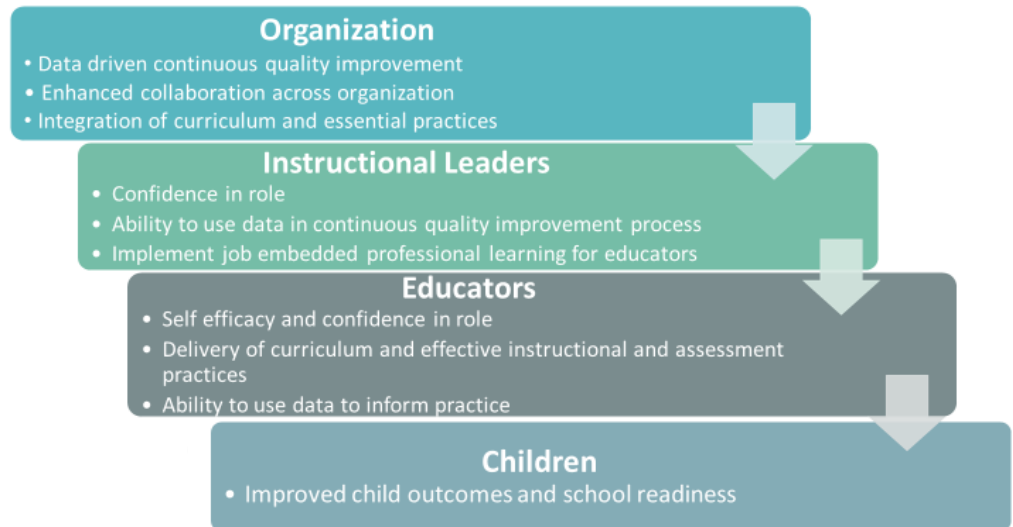 Organization
• Data driven continuous quality improvement
• Enhanced collaboration across organization
• Integration of curriculum and essential practices
Instructional Leaders
• Confidence in role
• Ability to use data in continuous quality improvement process
• Implement job embedded professional learning for educators
Educators
• Self efficacy and confidence in role
• Delivery of curriculum and effective instructional and assessment
practices
• Ability to use data to inform practice
Children
• Improved child outcomes and school readiness